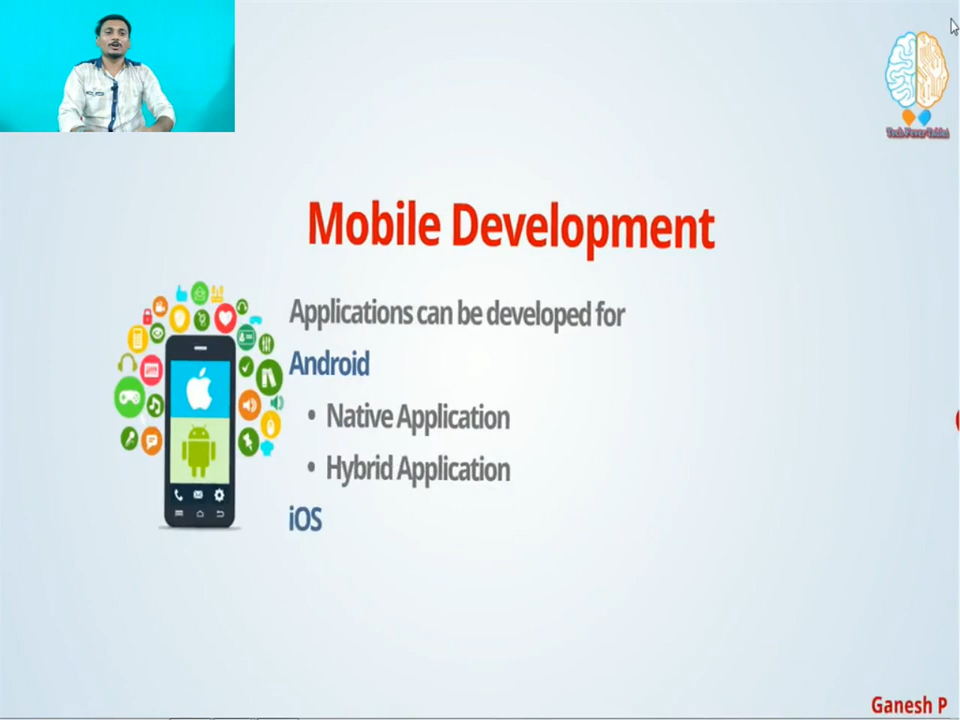 Mobile Development
Applications can be developed for
Android
• Native Application
• Hybrid Application
iOS
Ganesh P